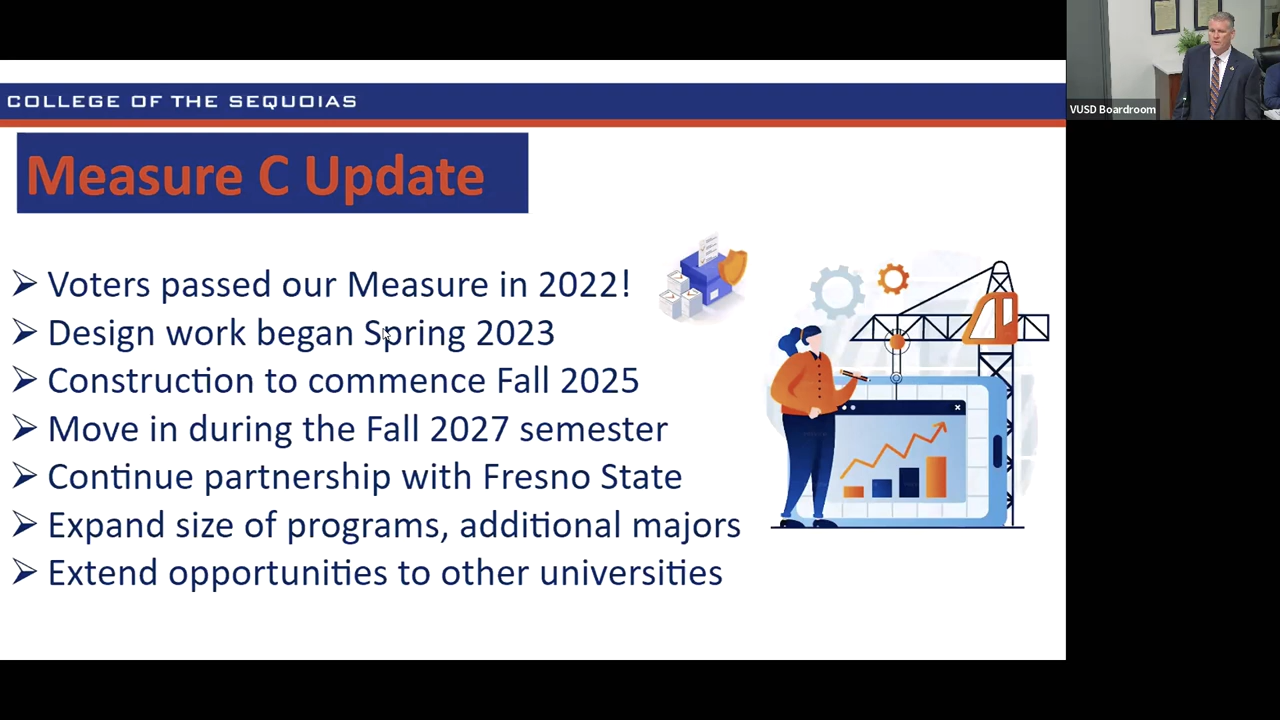 COLLEGE OF THE SEQUOIAS
VUSD Boardroom
Measure C Update
Voters passed our Measure in 2022!
Design work began Spring 2023
Construction to commence Fall 2025
Move in during the Fall 2027 semester
Continue partnership with Fresno State
Expand size of programs, additional majors
Extend opportunities to other universities